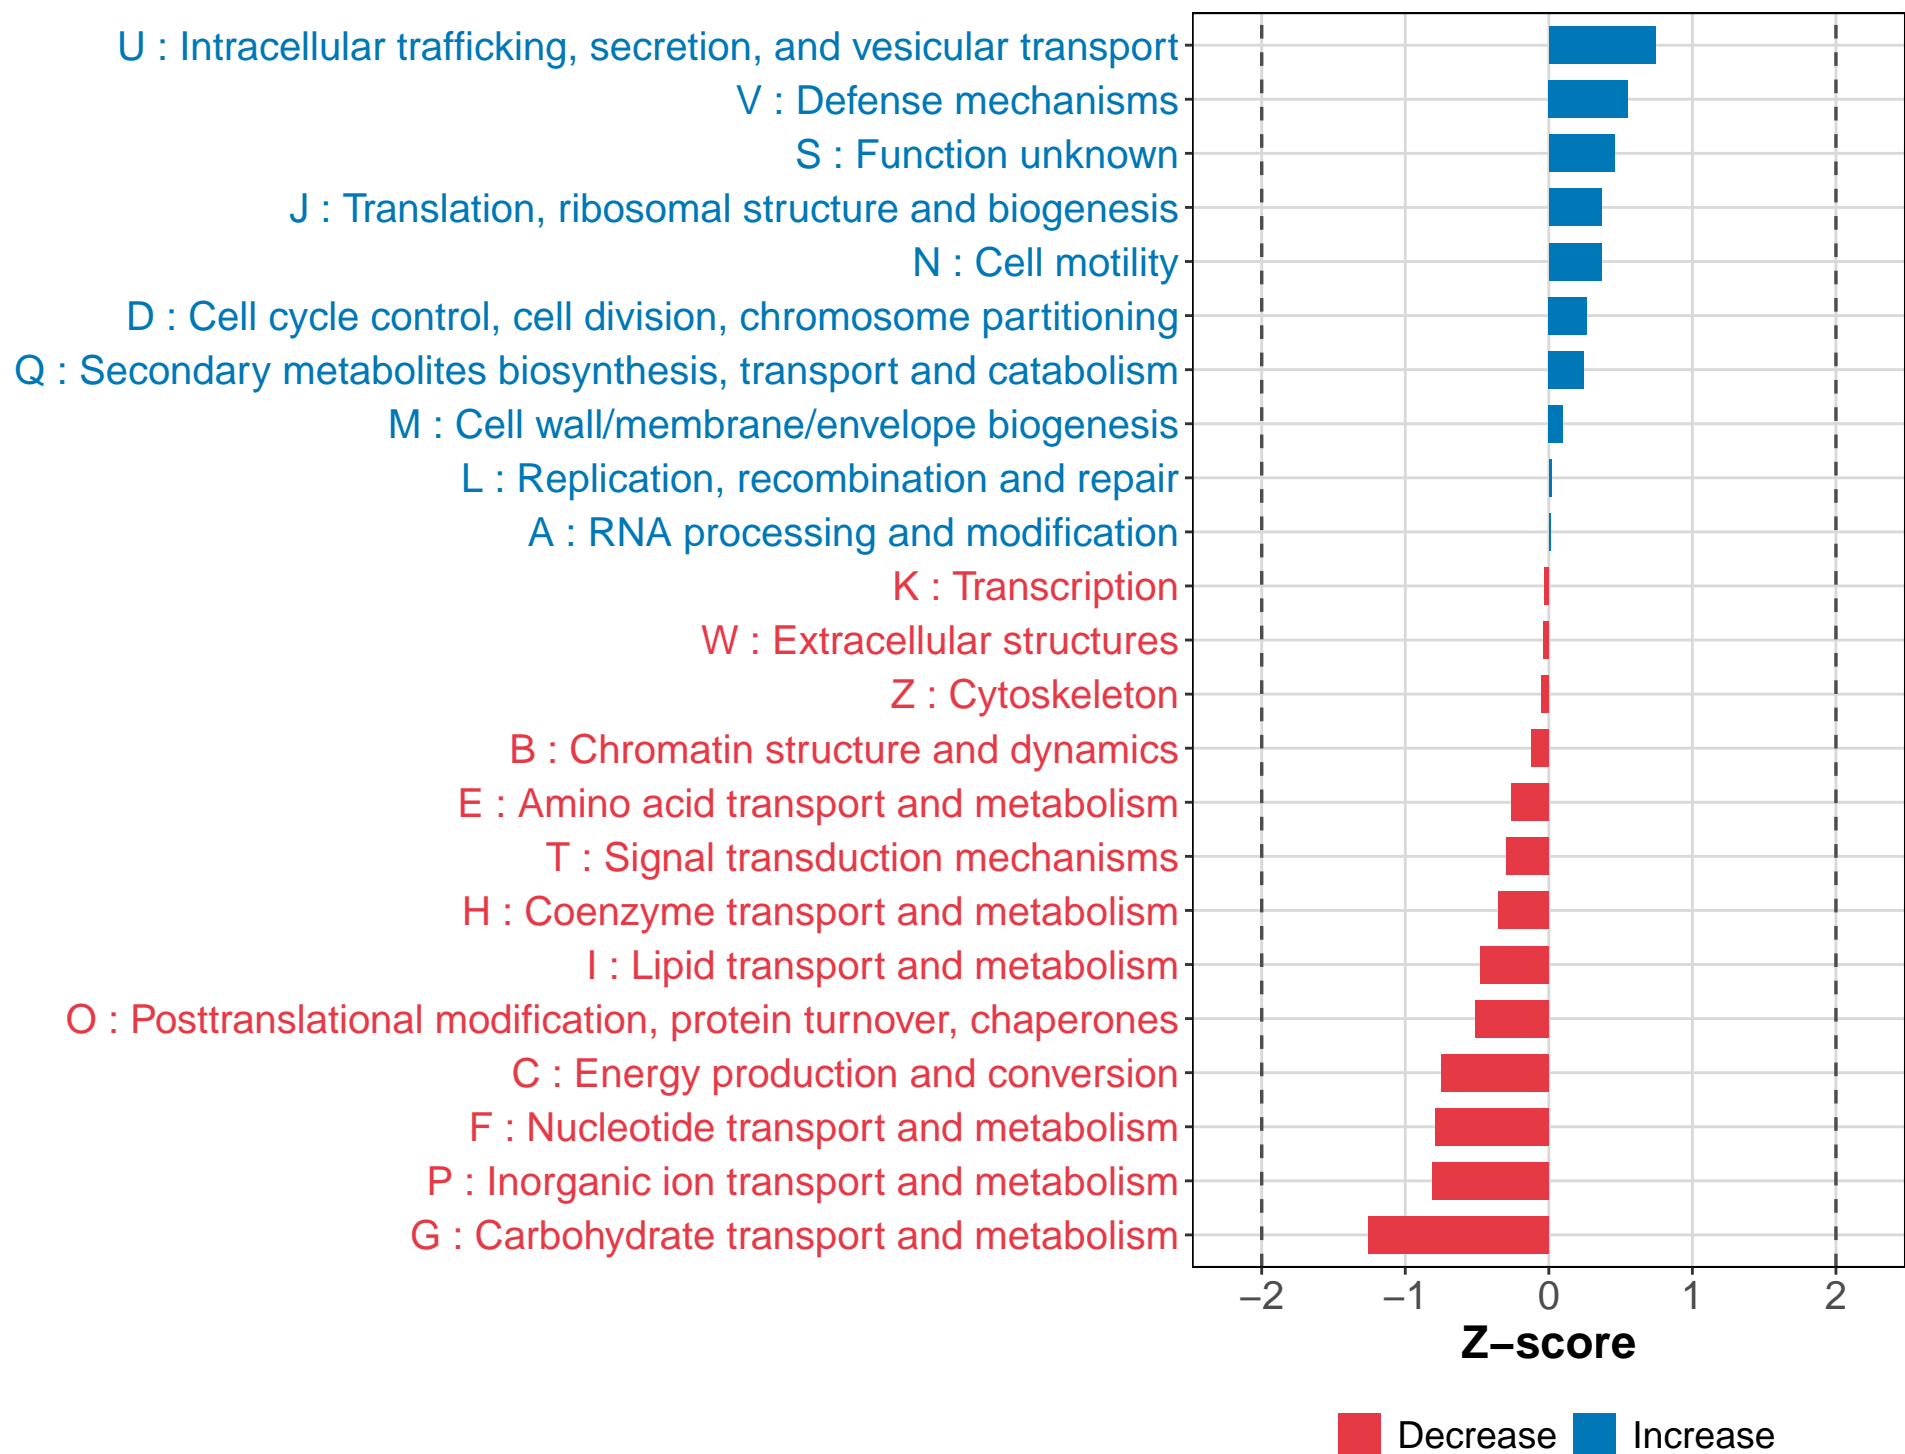 U : Intracellular trafficking, secretion, and vesicular transport
V : Defense mechanisms
S : Function unknown
J : Translation, ribosomal structure and biogenesis
N : Cell motility
D : Cell cycle control, cell division, chromosome partitioning
Q : Secondary metabolites biosynthesis, transport and catabolism
M : Cell wall/membrane/envelope biogenesis
L : Replication, recombination and repair
A : RNA processing and modification
K : Transcription
W : Extracellular structures
Z : Cytoskeleton
B : Chromatin structure and dynamics
E : Amino acid transport and metabolism
T : Signal transduction mechanisms
H : Coenzyme transport and metabolism
I : Lipid transport and metabolism
O : Posttranslational modification, protein turnover, chaperones
C : Energy production and conversion
F : Nucleotide transport and metabolism
P : Inorganic ion transport and metabolism
G : Carbohydrate transport and metabolism
−2 −1 0 1 2
Z−score
Decrease Increase